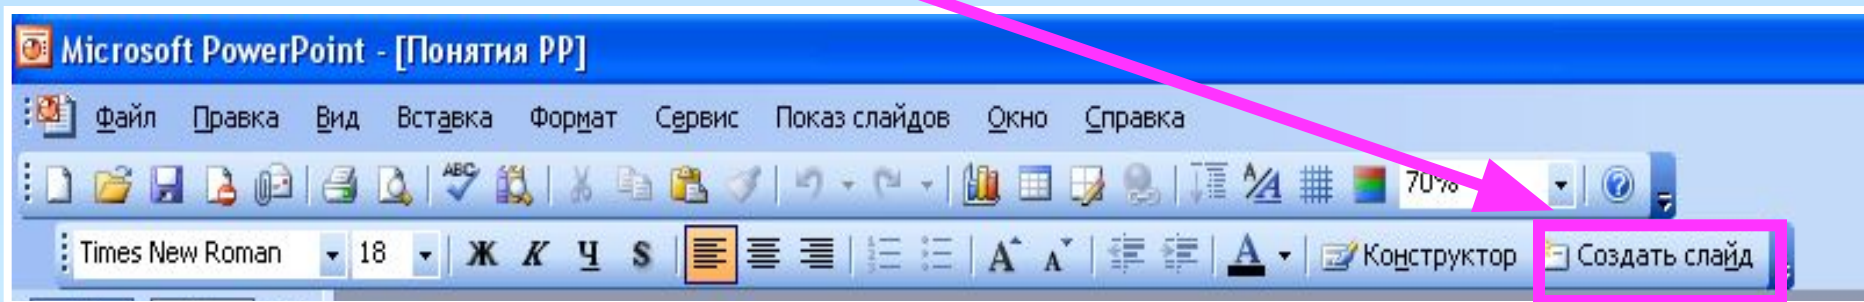 Microsoft PowerPoint - [Понятия PP]
Файл Правка Вид Вставка Формат Сервис Показ слайдов Окно Справка
ABC A 70%
Times New Roman 18 Ж К Ч S A A A Конструктор Создать слайд